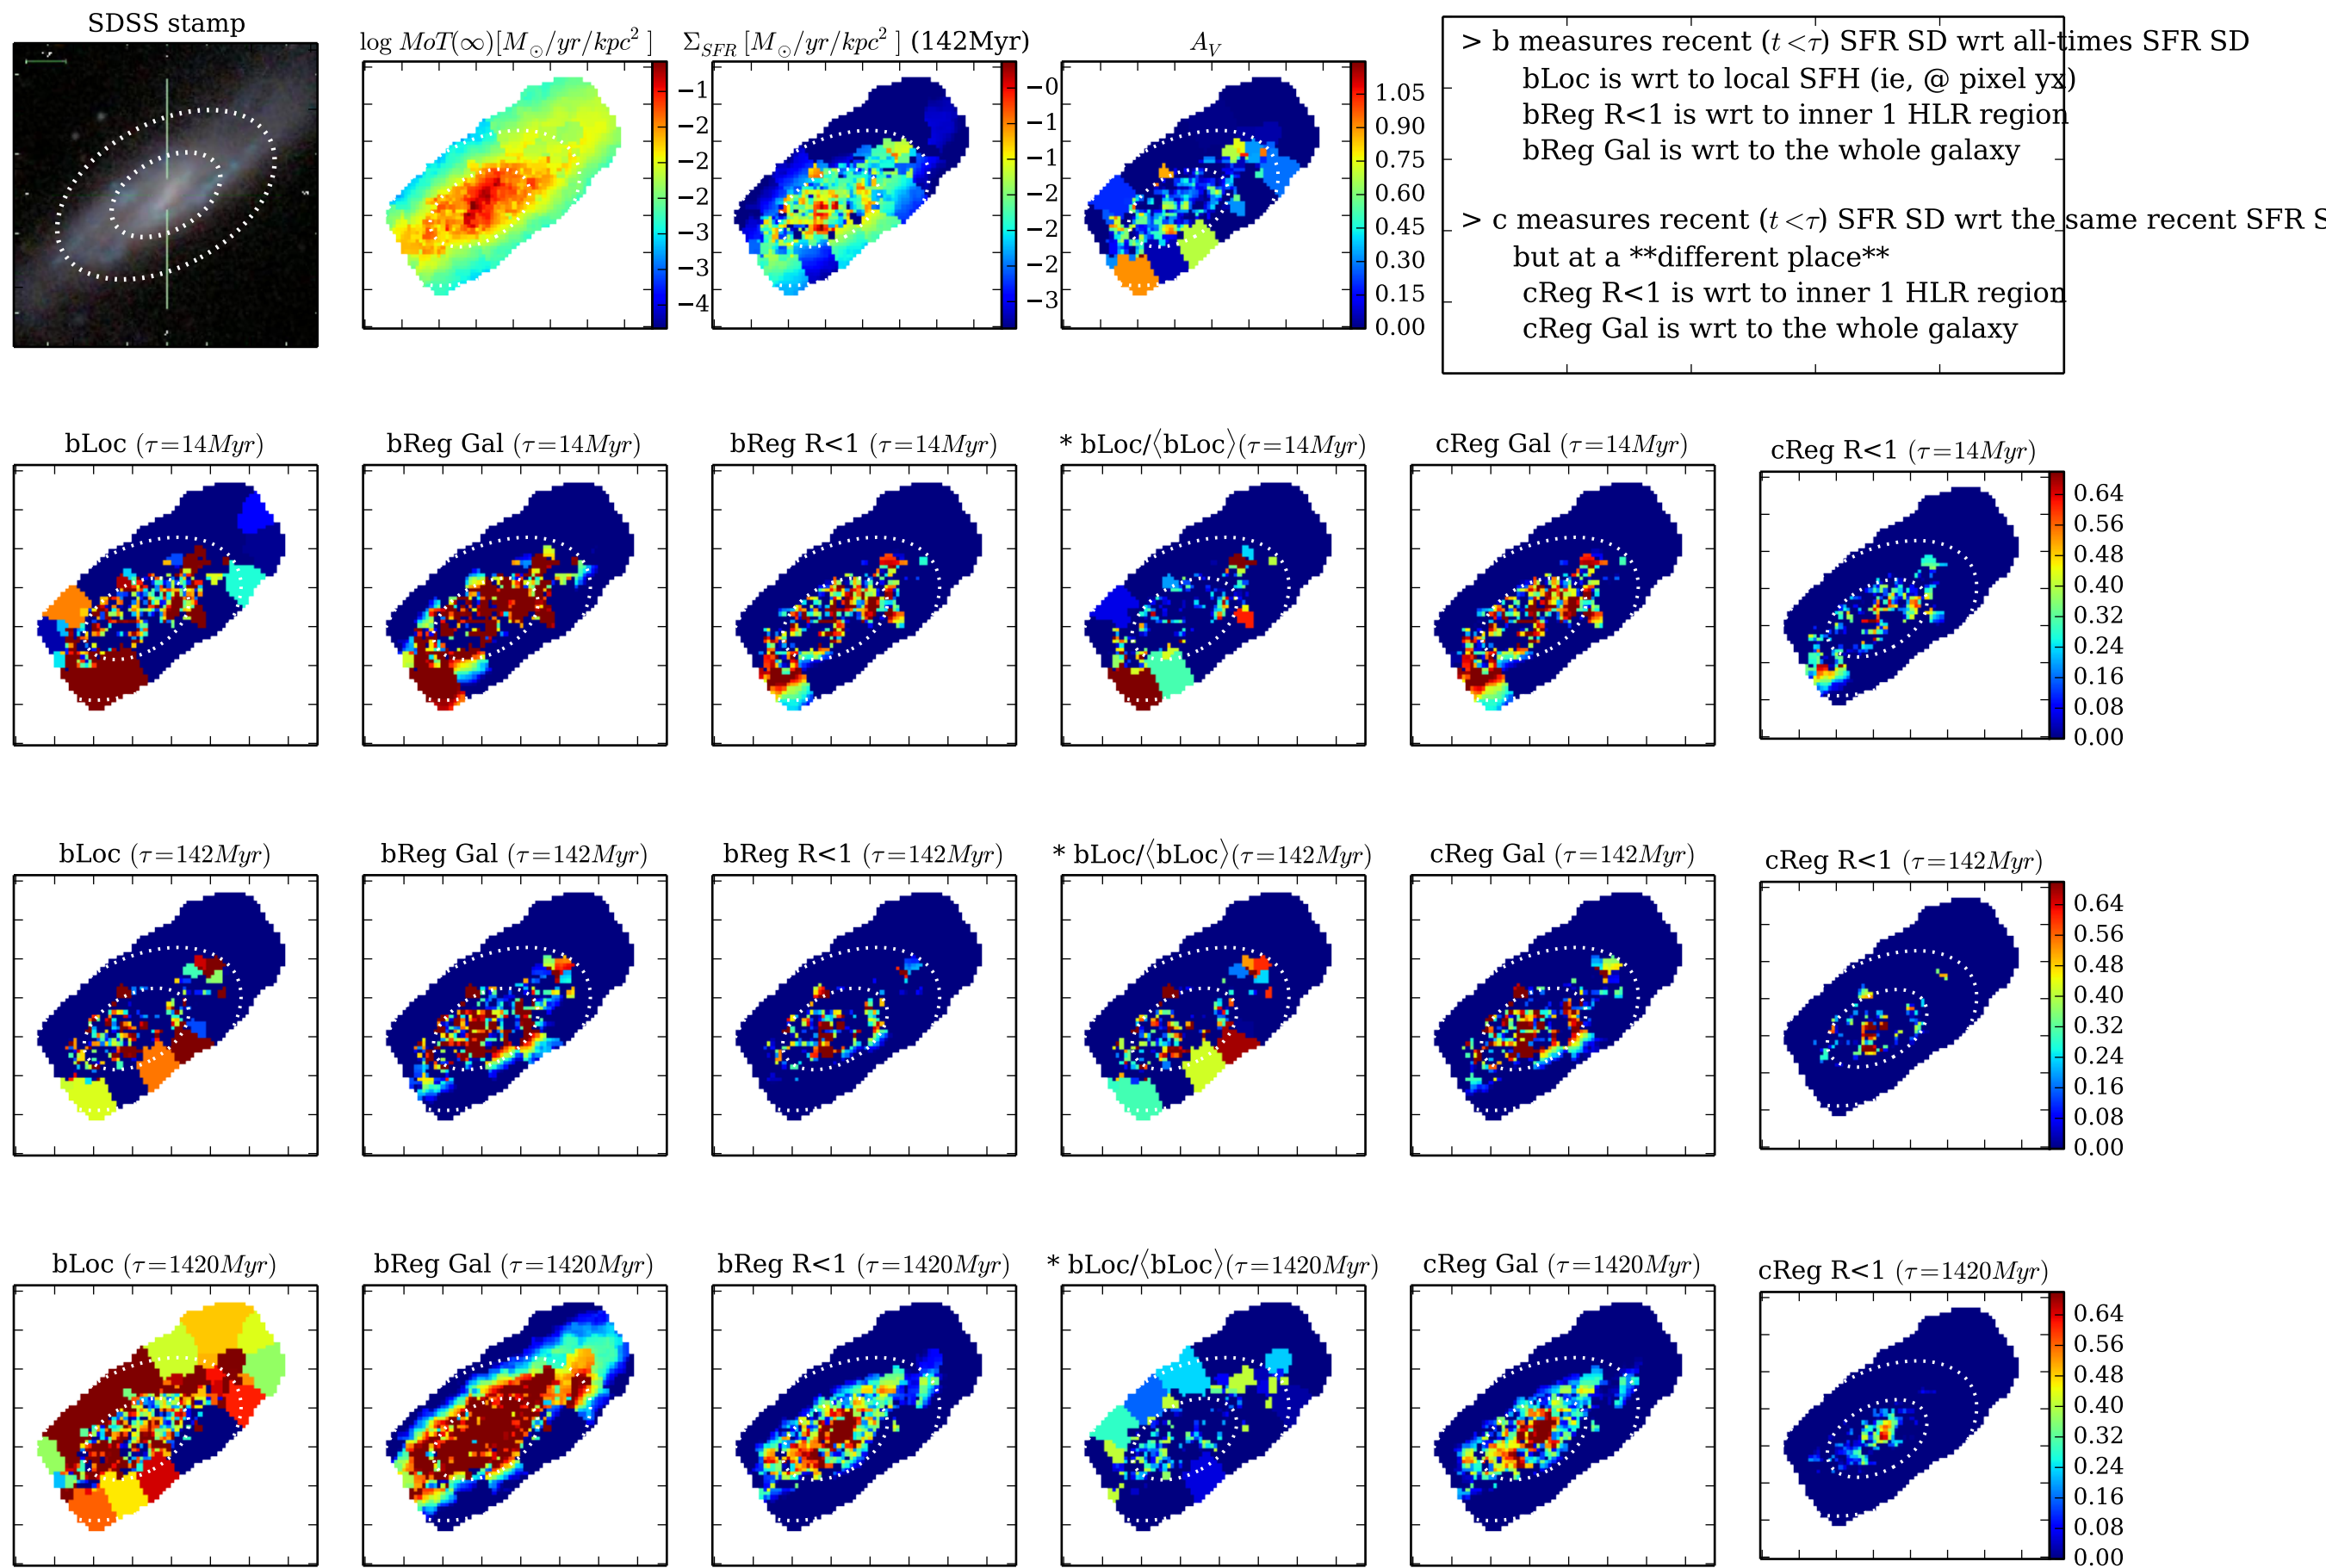 SDSS stamp
log MoT(∞)[M⊙/yr/kpc² ]
Σ_SFR [M⊙/yr/kpc² ] (142Myr)
A_V
−1
−2
−2
−2
−3
−3
−4
−0
−1
−1
−2
−2
−2
−3
1.05
0.90
0.75
0.60
0.45
0.30
0.15
0.00
> b measures recent (t<τ) SFR SD wrt all-times SFR SD
bLoc is wrt to local SFH (ie, @ pixel yx)
bReg R<1 is wrt to inner 1 HLR region
bReg Gal is wrt to the whole galaxy
> c measures recent (t<τ) SFR SD wrt the same recent SFR S
but at a **different place**
cReg R<1 is wrt to inner 1 HLR region
cReg Gal is wrt to the whole galaxy
bLoc (τ=14Myr)
bReg Gal (τ=14Myr)
bReg R<1 (τ=14Myr)
* bLoc/⟨bLoc⟩(τ=14Myr)
cReg Gal (τ=14Myr)
cReg R<1 (τ=14Myr)
0.64
0.56
0.48
0.40
0.32
0.24
0.16
0.08
0.00
bLoc (τ=142Myr)
bReg Gal (τ=142Myr)
bReg R<1 (τ=142Myr)
* bLoc/⟨bLoc⟩(τ=142Myr)
cReg Gal (τ=142Myr)
cReg R<1 (τ=142Myr)
0.64
0.56
0.48
0.40
0.32
0.24
0.16
0.08
0.00
bLoc (τ=1420Myr)
bReg Gal (τ=1420Myr)
bReg R<1 (τ=1420Myr)
* bLoc/⟨bLoc⟩(τ=1420Myr)
cReg Gal (τ=1420Myr)
cReg R<1 (τ=1420Myr)
0.64
0.56
0.48
0.40
0.32
0.24
0.16
0.08
0.00